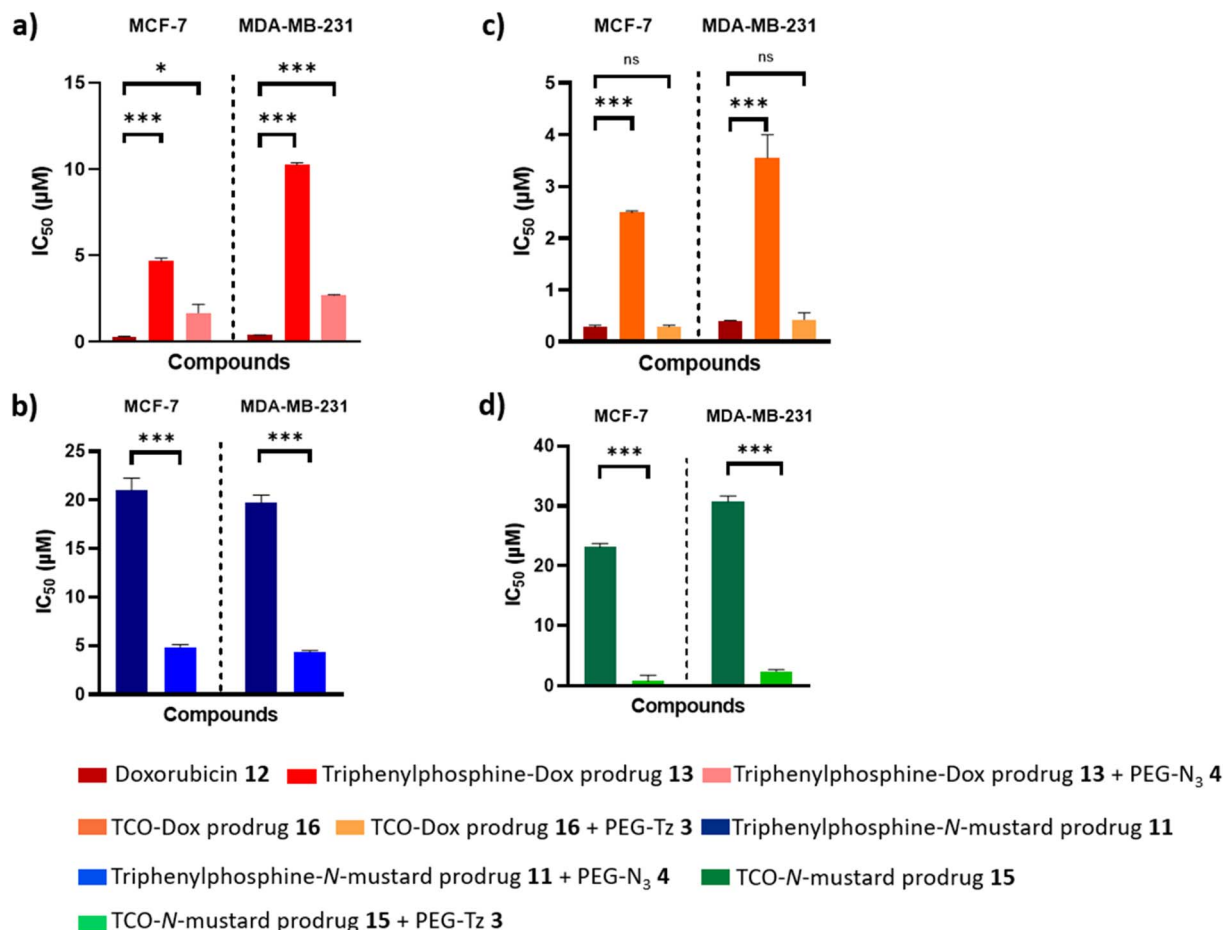 a)
MCF-7 MDA-MB-231
* ***
*** ***
IC50 (µM)
15
10
5
0
Compounds
c)
MCF-7 MDA-MB-231
ns ns
*** ***
IC50 (µM)
5
4
3
2
1
0
Compounds
b)
MCF-7 MDA-MB-231
*** ***
IC50 (µM)
25
20
15
10
5
0
Compounds
d)
MCF-7 MDA-MB-231
*** ***
IC50 (µM)
40
30
20
10
0
Compounds
Doxorubicin 12 Triphenylphosphine-Dox prodrug 13 Triphenylphosphine-Dox prodrug 13 + PEG-N3 4
TCO-Dox prodrug 16 TCO-Dox prodrug 16 + PEG-Tz 3 Triphenylphosphine-N-mustard prodrug 11
Triphenylphosphine-N-mustard prodrug 11 + PEG-N3 4 TCO-N-mustard prodrug 15
TCO-N-mustard prodrug 15 + PEG-Tz 3